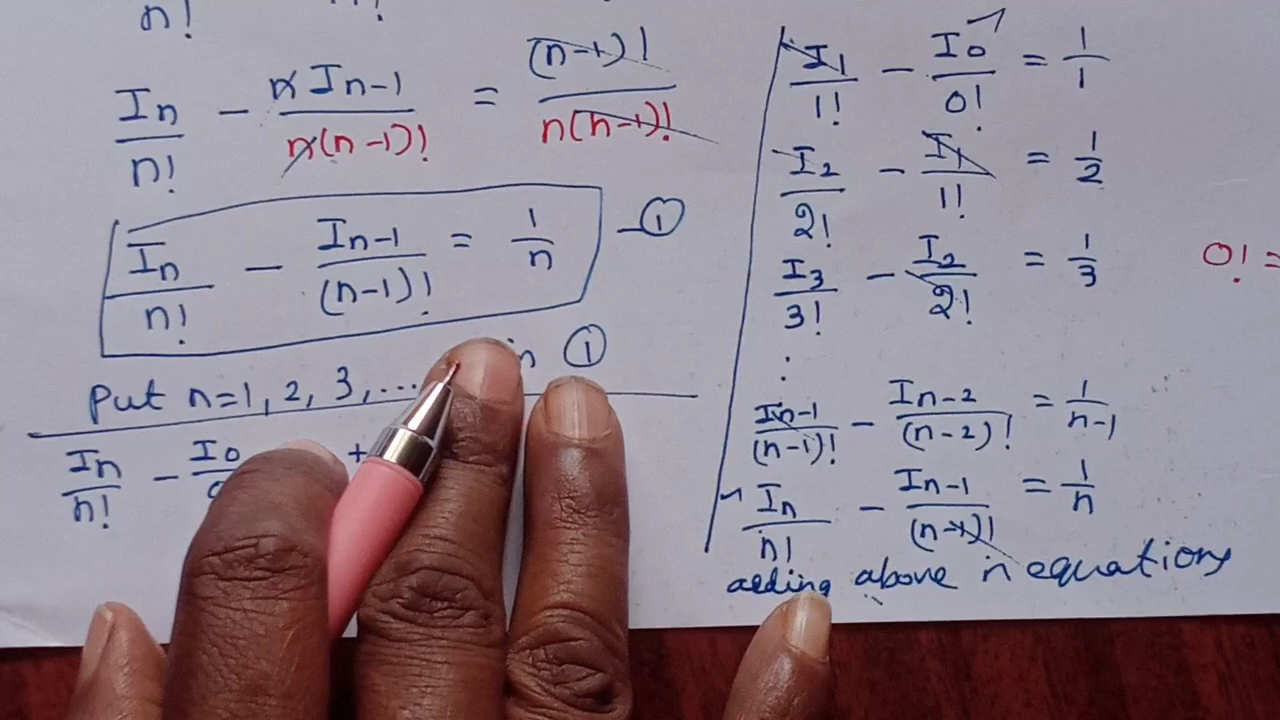 n!
n!
In/n! - n In-1/n(n-1)! = (n-1)!/n(n-1)!
In/n! - In-1/(n-1)! = 1/n - ①
Put n=1, 2, 3, .... in ①
In/n! - I0/
I1/1! - I0/0! = 1/1
I2/2! - I1/1! = 1/2
I3/3! - I2/2! = 1/3
0! =
In-1/(n-1)! - In-2/(n-2)! = 1/n-1
In/n! - In-1/(n-1)! = 1/n
adding above n equations